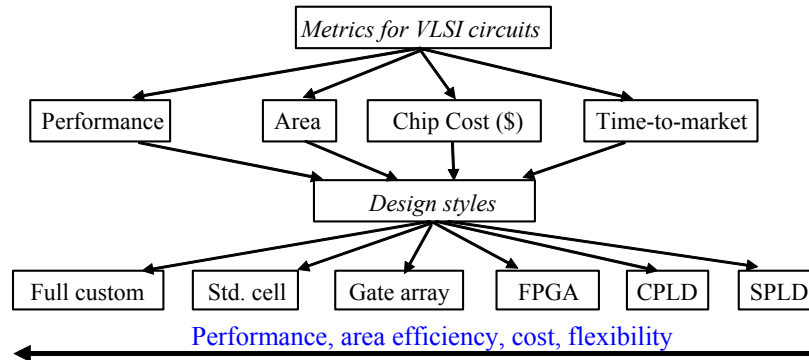 Metrics for VLSI circuits
Performance
Area
Chip Cost ($)
Time-to-market
Design styles
Full custom
Std. cell
Gate array
FPGA
CPLD
SPLD
Performance, area efficiency, cost, flexibility